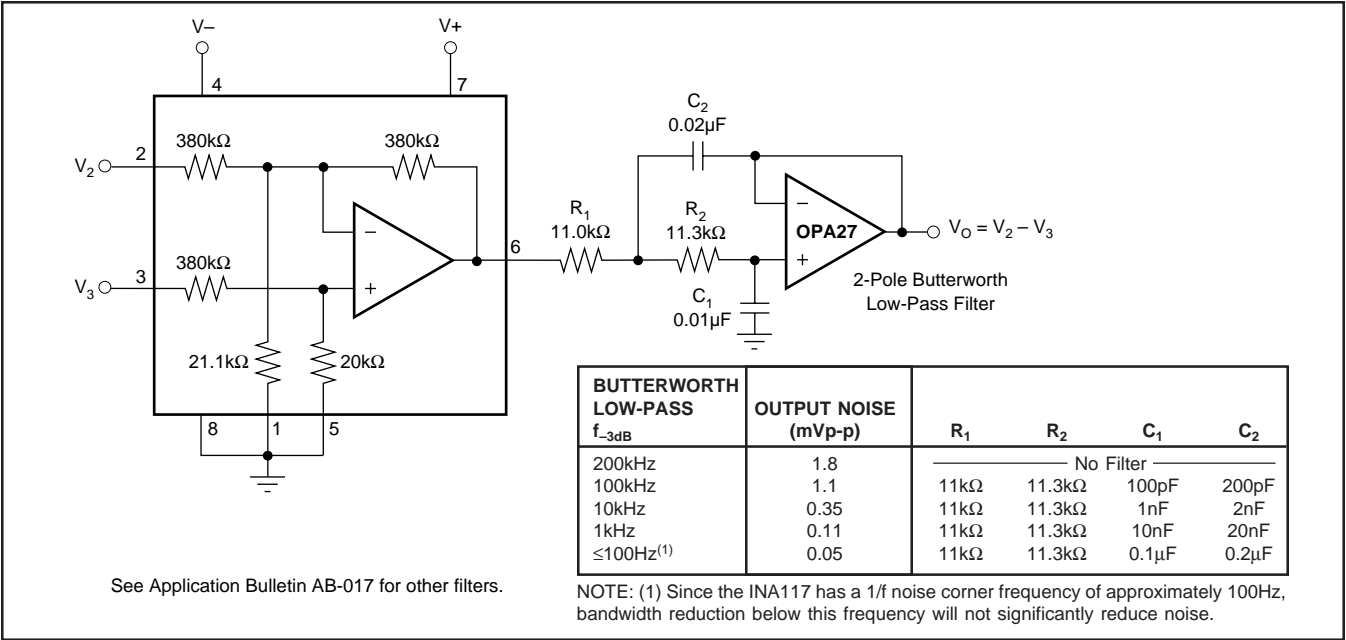 V–
V+
4
7
C₂
0.02µF
380kΩ
380kΩ
V₂
2
R₁
11.0kΩ
R₂
11.3kΩ
–
OPA27
+
V_O = V₂ – V₃
6
380kΩ
V₃
3
–
+
2-Pole Butterworth
Low-Pass Filter
C₁
0.01µF
21.1kΩ
20kΩ
8
1
5
BUTTERWORTH
LOW-PASS OUTPUT NOISE
f–3dB (mVp-p) R₁ R₂ C₁ C₂
200kHz 1.8 No Filter
100kHz 1.1 11kΩ 11.3kΩ 100pF 200pF
10kHz 0.35 11kΩ 11.3kΩ 1nF 2nF
1kHz 0.11 11kΩ 11.3kΩ 10nF 20nF
≤100Hz(1) 0.05 11kΩ 11.3kΩ 0.1µF 0.2µF
See Application Bulletin AB-017 for other filters.
NOTE: (1) Since the INA117 has a 1/f noise corner frequency of approximately 100Hz,
bandwidth reduction below this frequency will not significantly reduce noise.